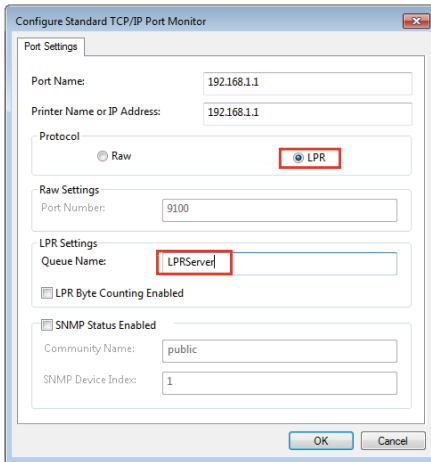 Configure Standard TCP/IP Port Monitor
Port Settings
Port Name: 192.168.1.1
Printer Name or IP Address: 192.168.1.1
Protocol
Raw LPR
Raw Settings
Port Number: 9100
LPR Settings
Queue Name: LPRServer
LPR Byte Counting Enabled
SNMP Status Enabled
Community Name: public
SNMP Device Index: 1
OK Cancel